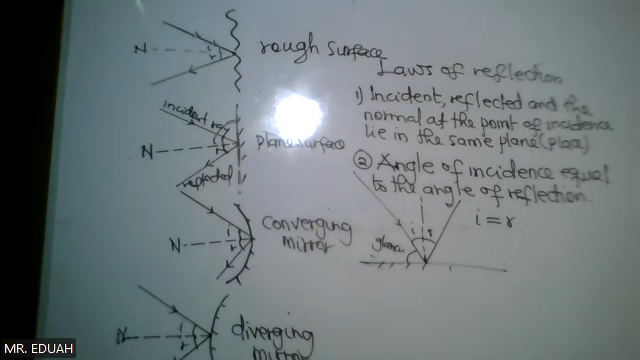 N
i
r
rough surface
Laws of reflection
1) Incident, reflected and the
normal at the point of incidence
lie in the same plane (place)
② Angle of incidence equal
to the angle of reflection.
i = r
incident ray
N
i
r
plane surface
reflected
N
i
r
converging
mirror
i
r
N
i
r
diverging
mirror
MR. EDUAH